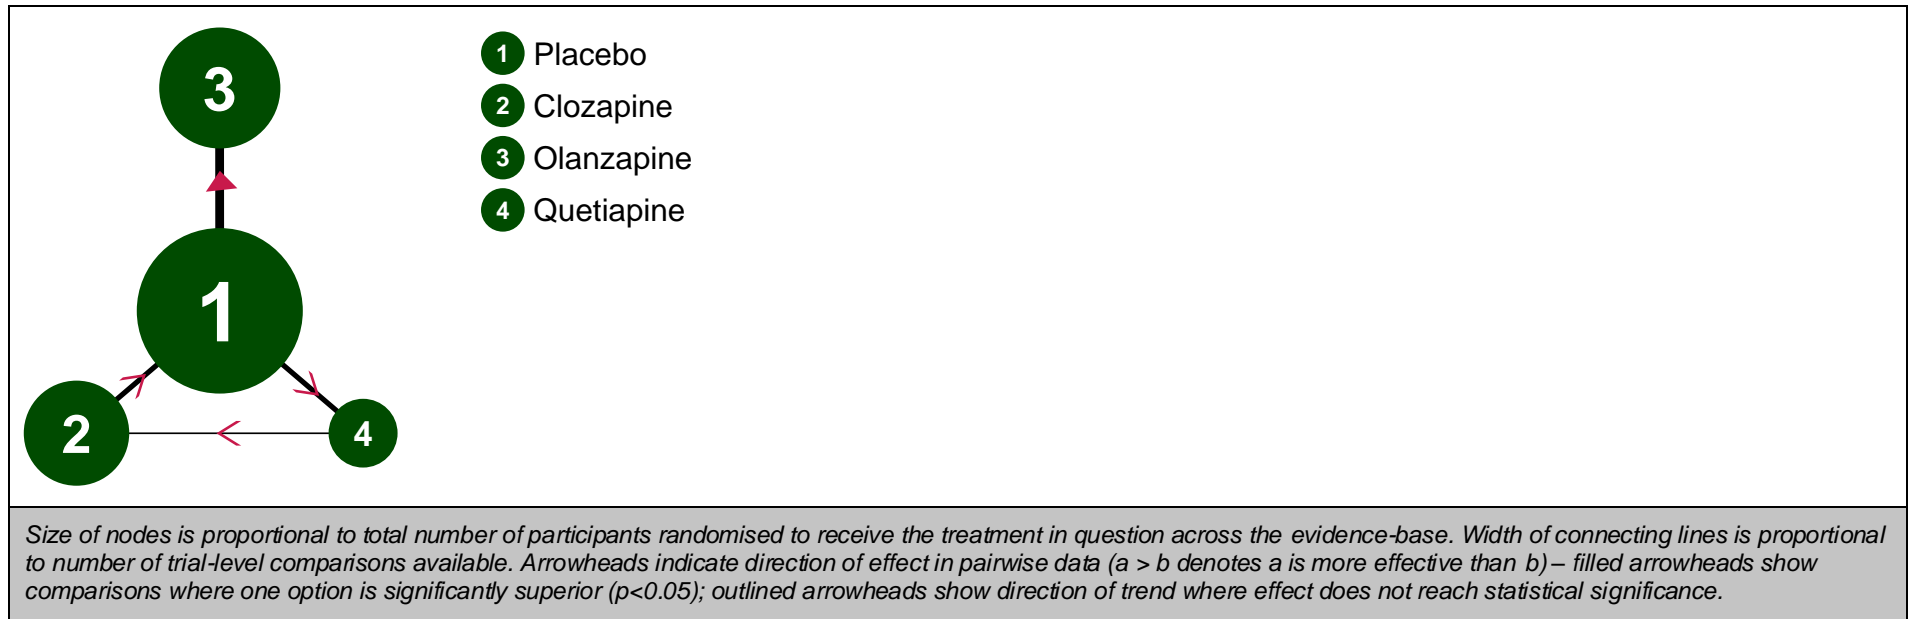 3
1
2
4
1 Placebo
2 Clozapine
3 Olanzapine
4 Quetiapine
Size of nodes is proportional to total number of participants randomised to receive the treatment in question across the evidence-base. Width of connecting lines is proportional
to number of trial-level comparisons available. Arrowheads indicate direction of effect in pairwise data (a > b denotes a is more effective than b) – filled arrowheads show
comparisons where one option is significantly superior (p<0.05); outlined arrowheads show direction of trend where effect does not reach statistical significance.